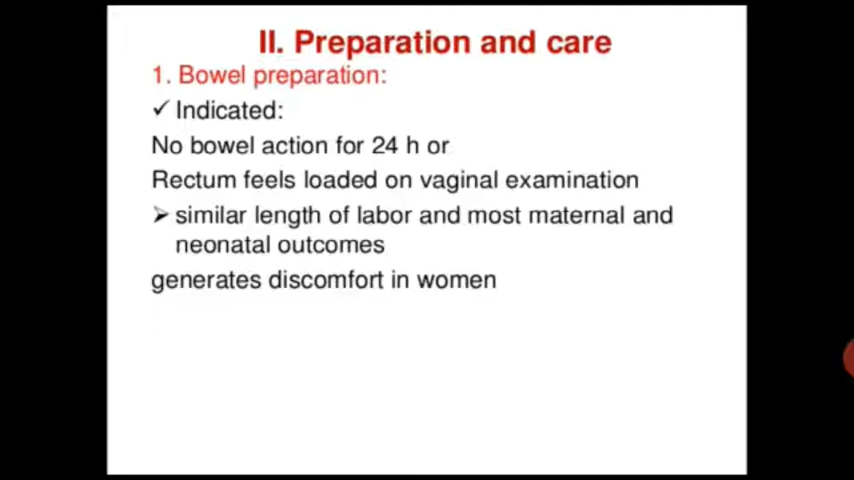 II. Preparation and care
1. Bowel preparation:
✓ Indicated:
No bowel action for 24 h or
Rectum feels loaded on vaginal examination
➢ similar length of labor and most maternal and
neonatal outcomes
generates discomfort in women